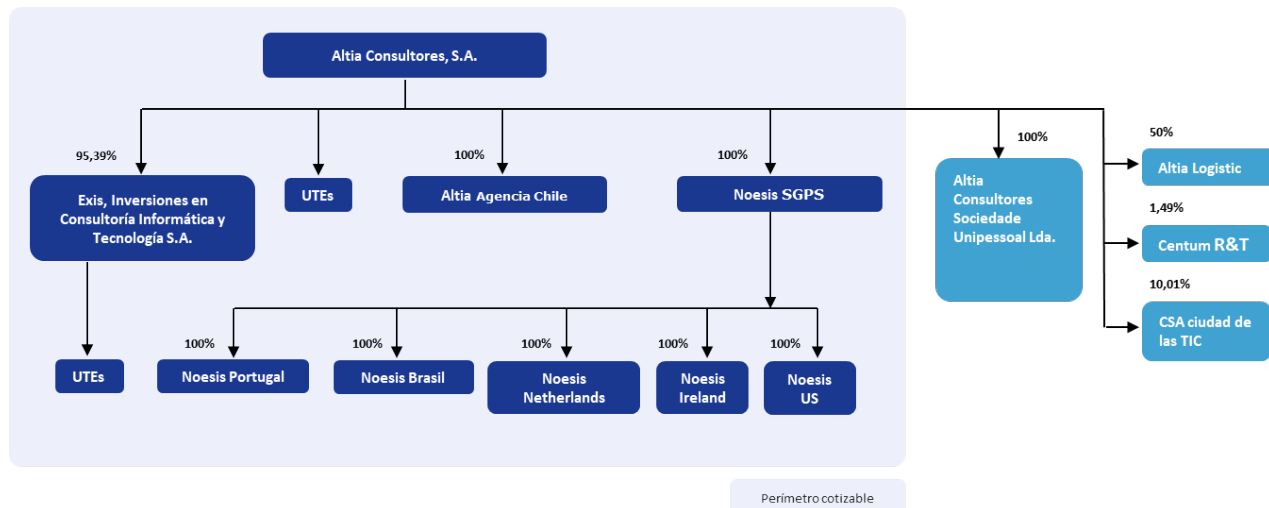 Altia Consultores, S.A.
95,39%
100%
100%
100%
50%
Exis, Inversiones en
Consultoría Informática y
Tecnología S.A.
UTEs
Altia Agencia Chile
Noesis SGPS
Altia
Consultores
Sociedade
Unipessoal Lda.
Altia Logistic
1,49%
Centum R&T
10,01%
CSA ciudad de
las TIC
100%
100%
100%
100%
100%
UTEs
Noesis Portugal
Noesis Brasil
Noesis
Netherlands
Noesis
Ireland
Noesis
US
Perímetro cotizable